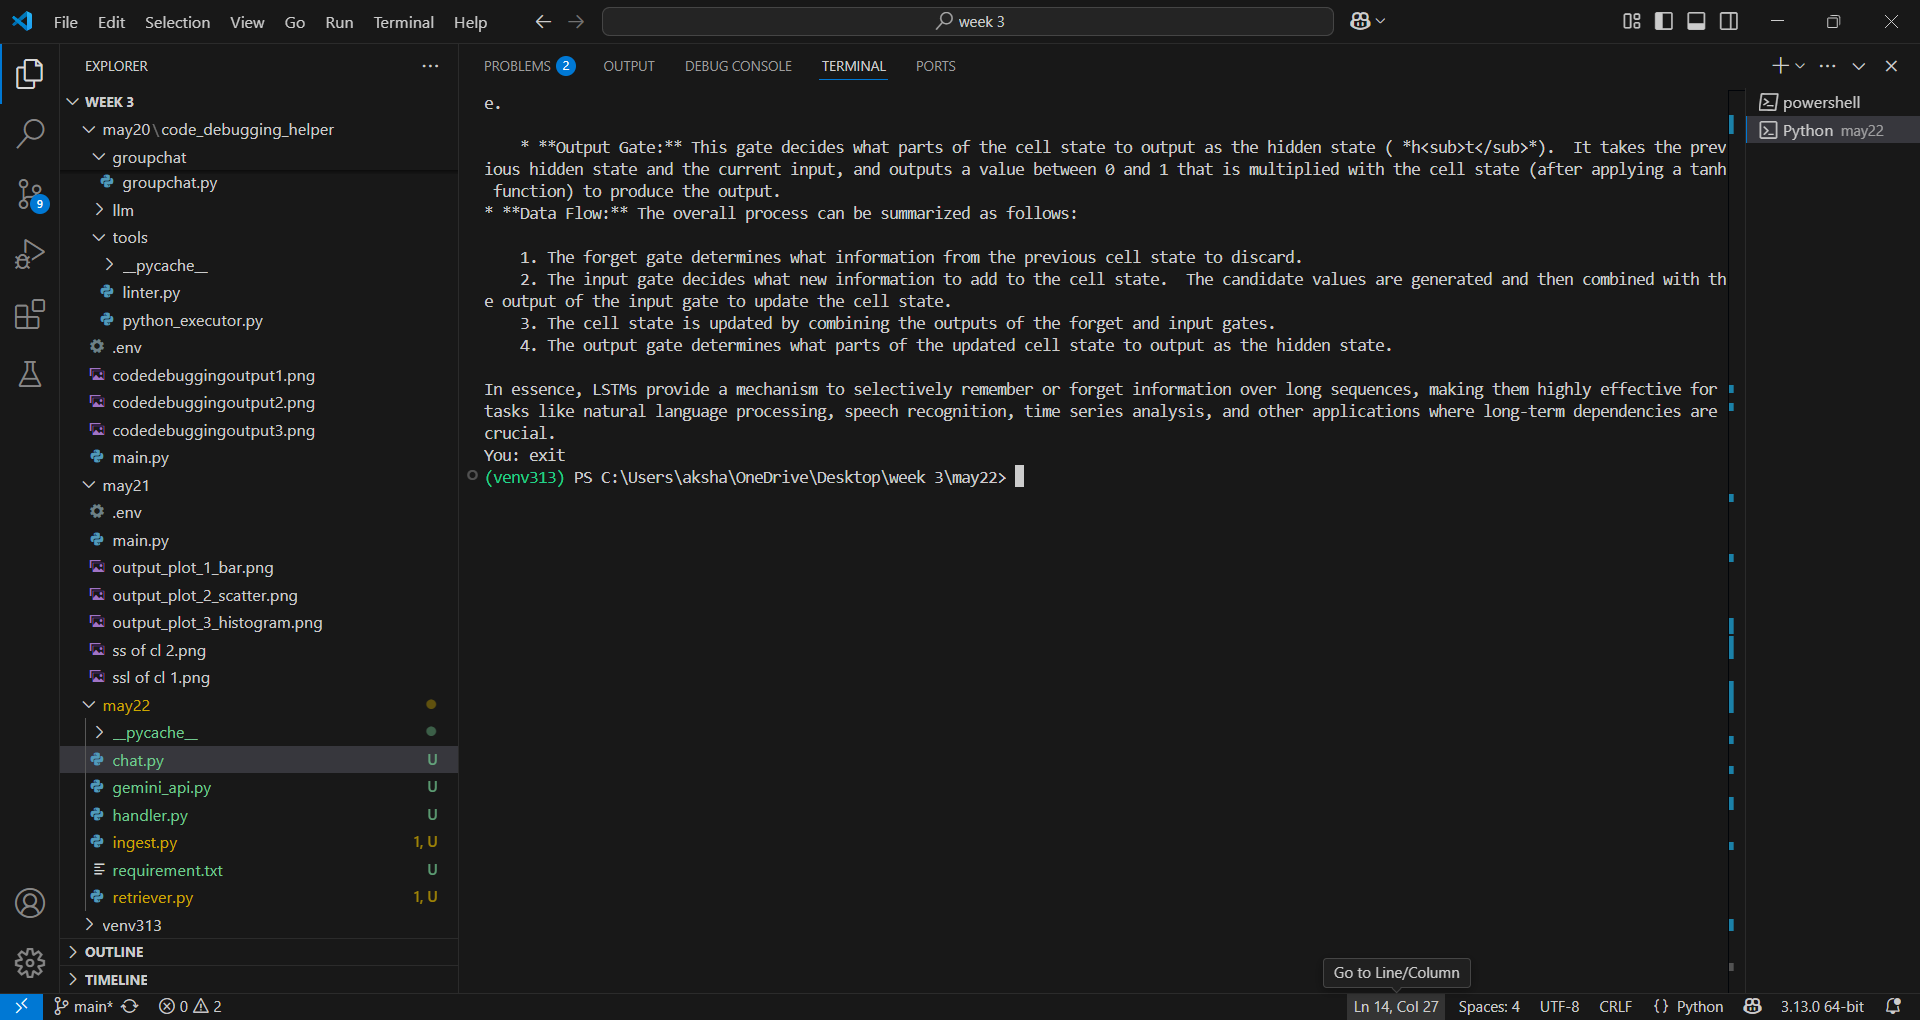 File Edit Selection View Go Run Terminal Help
week 3
EXPLORER
WEEK 3
may20\code_debugging_helper
groupchat
groupchat.py
llm
tools
__pycache__
linter.py
python_executor.py
.env
codedebuggingoutput1.png
codedebuggingoutput2.png
codedebuggingoutput3.png
main.py
may21
.env
main.py
output_plot_1_bar.png
output_plot_2_scatter.png
output_plot_3_histogram.png
ss of cl 2.png
ssl of cl 1.png
may22
__pycache__
chat.py U
gemini_api.py U
handler.py U
ingest.py 1, U
requirement.txt U
retriever.py 1, U
venv313
OUTLINE
TIMELINE
9
PROBLEMS 2 OUTPUT DEBUG CONSOLE TERMINAL PORTS
e.
* **Output Gate:** This gate decides what parts of the cell state to output as the hidden state ( *h<sub>t</sub>*).  It takes the prev
ious hidden state and the current input, and outputs a value between 0 and 1 that is multiplied with the cell state (after applying a tanh
function) to produce the output.
* **Data Flow:** The overall process can be summarized as follows:
1. The forget gate determines what information from the previous cell state to discard.
2. The input gate decides what new information to add to the cell state.  The candidate values are generated and then combined with th
e output of the input gate to update the cell state.
3. The cell state is updated by combining the outputs of the forget and input gates.
4. The output gate determines what parts of the updated cell state to output as the hidden state.
In essence, LSTMs provide a mechanism to selectively remember or forget information over long sequences, making them highly effective for
tasks like natural language processing, speech recognition, time series analysis, and other applications where long-term dependencies are
crucial.
You: exit
(venv313) PS C:\Users\aksha\OneDrive\Desktop\week 3\may22>
powershell
Python may22
Go to Line/Column
main* 0 2 Ln 14, Col 27 Spaces: 4 UTF-8 CRLF {} Python 3.13.0 64-bit